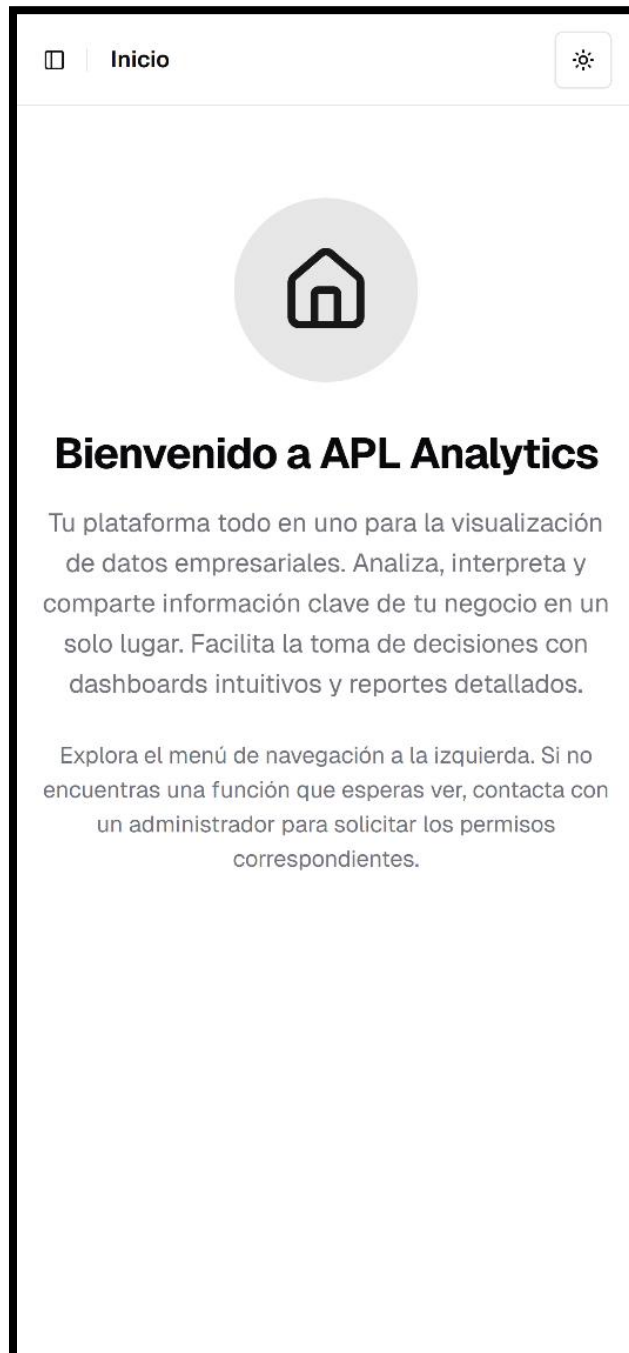 Inicio
Bienvenido a APL Analytics
Tu plataforma todo en uno para la visualización
de datos empresariales. Analiza, interpreta y
comparte información clave de tu negocio en un
solo lugar. Facilita la toma de decisiones con
dashboards intuitivos y reportes detallados.
Explora el menú de navegación a la izquierda. Si no
encuentras una función que esperas ver, contacta con
un administrador para solicitar los permisos
correspondientes.